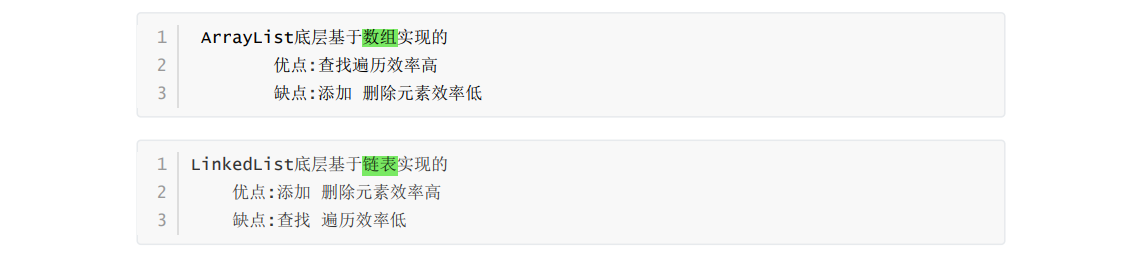 1 ArrayList底层基于数组实现的
2 优点:查找遍历效率高
3 缺点:添加 删除元素效率低
1 LinkedList底层基于链表实现的
2 优点:添加 删除元素效率高
3 缺点:查找 遍历效率低